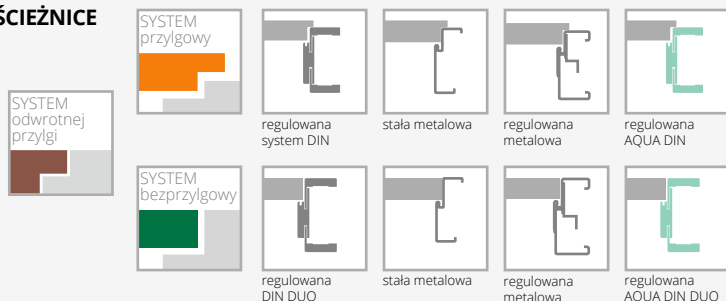 ŚCIEŻNICE
SYSTEM
przylgowy
regulowana
system DIN
stała metalowa
regulowana
metalowa
regulowana
AQUA DIN
SYSTEM
odwrotnej
przylgi
SYSTEM
bezprzylgowy
regulowana
DIN DUO
stała metalowa
regulowana
metalowa
regulowana
AQUA DIN DUO